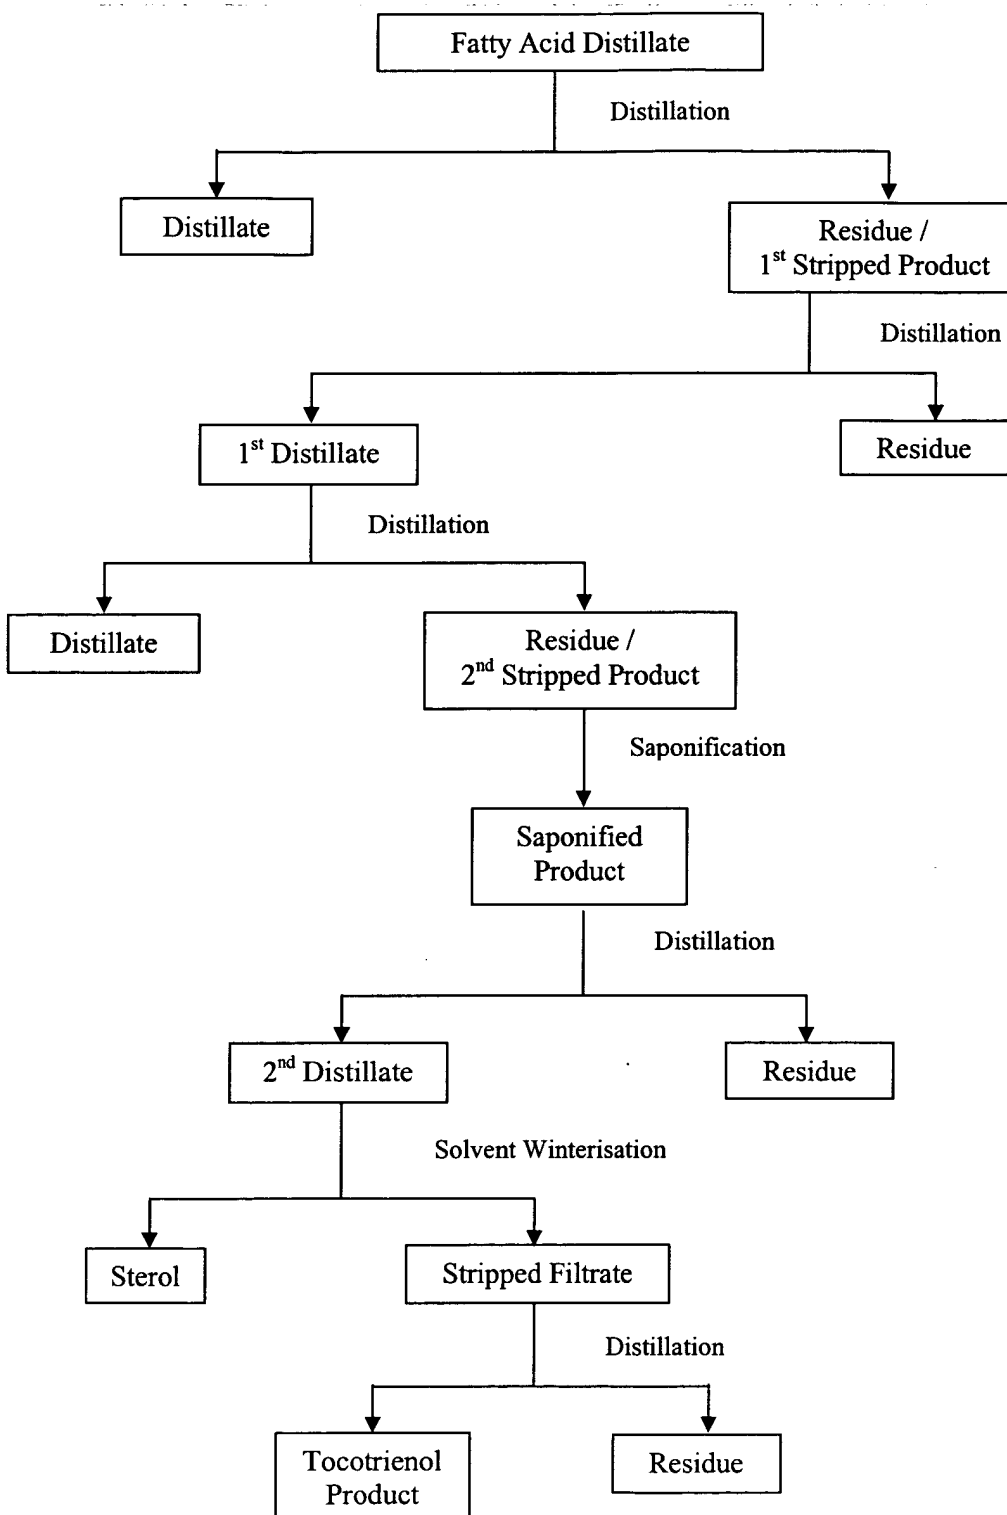 Fatty Acid Distillate
Distillation
Distillate
Residue /
1st Stripped Product
Distillation
1st Distillate
Residue
Distillation
Distillate
Residue /
2nd Stripped Product
Saponification
Saponified
Product
Distillation
2nd Distillate
Residue
Solvent Winterisation
Sterol
Stripped Filtrate
Distillation
Tocotrienol
Product
Residue